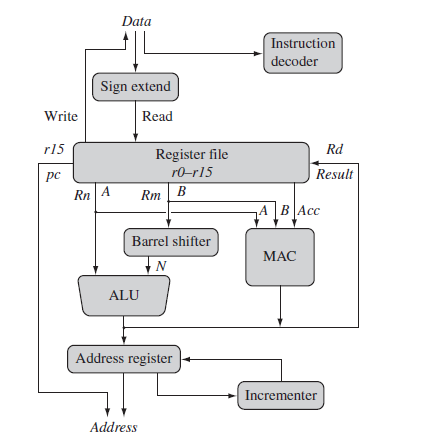 Data
Instruction
decoder
Sign extend
Write
Read
r15
Register file
Rd
pc
r0–r15
Result
Rn
A
Rm
B
A
B
Acc
Barrel shifter
MAC
N
ALU
Address register
Incrementer
Address